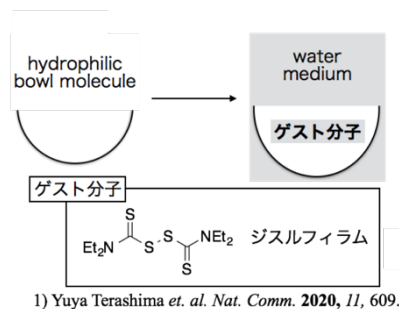 hydrophilic
bowl molecule
water
medium
ゲスト分子
ゲスト分子
S
Et₂N
S
S
NEt₂
S
ジスルフィラム
1) Yuya Terashima et. al. Nat. Comm. 2020, 11, 609.